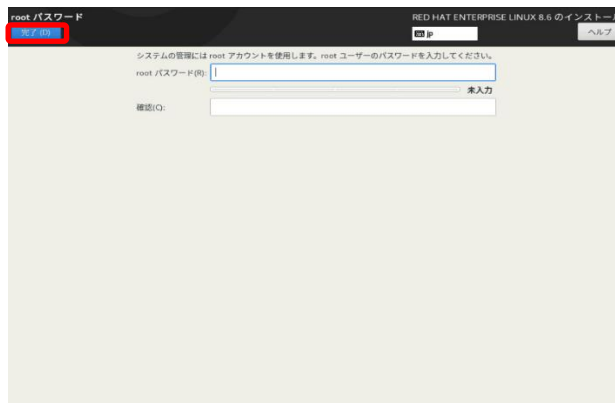 root パスワード
RED HAT ENTERPRISE LINUX 8.6 のインストール
完了(D)
jp
ヘルプ
システムの管理には root アカウントを使用します。root ユーザーのパスワードを入力してください。
root パスワード(R):
未入力
確認(C):